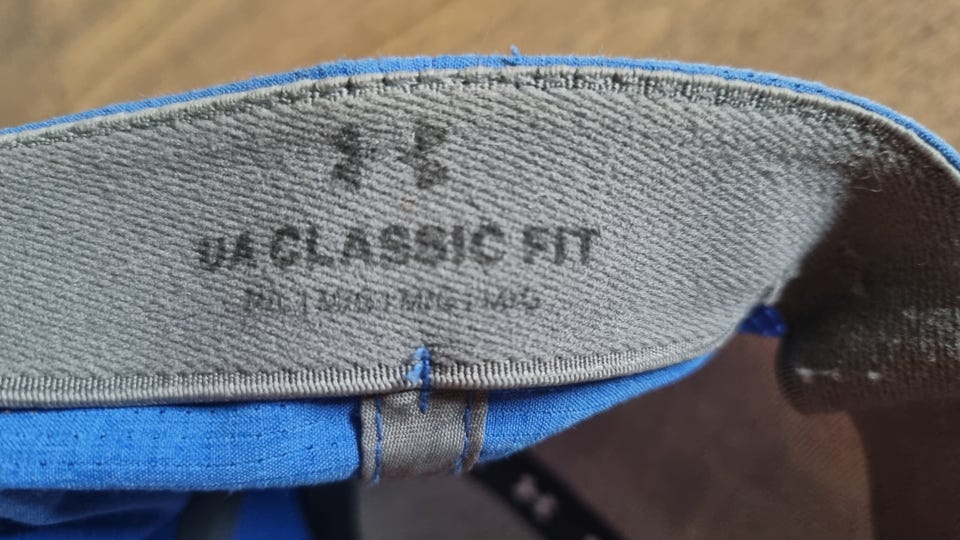 UA CLASSIC FIT
M/L | M/G | M/G | M/G